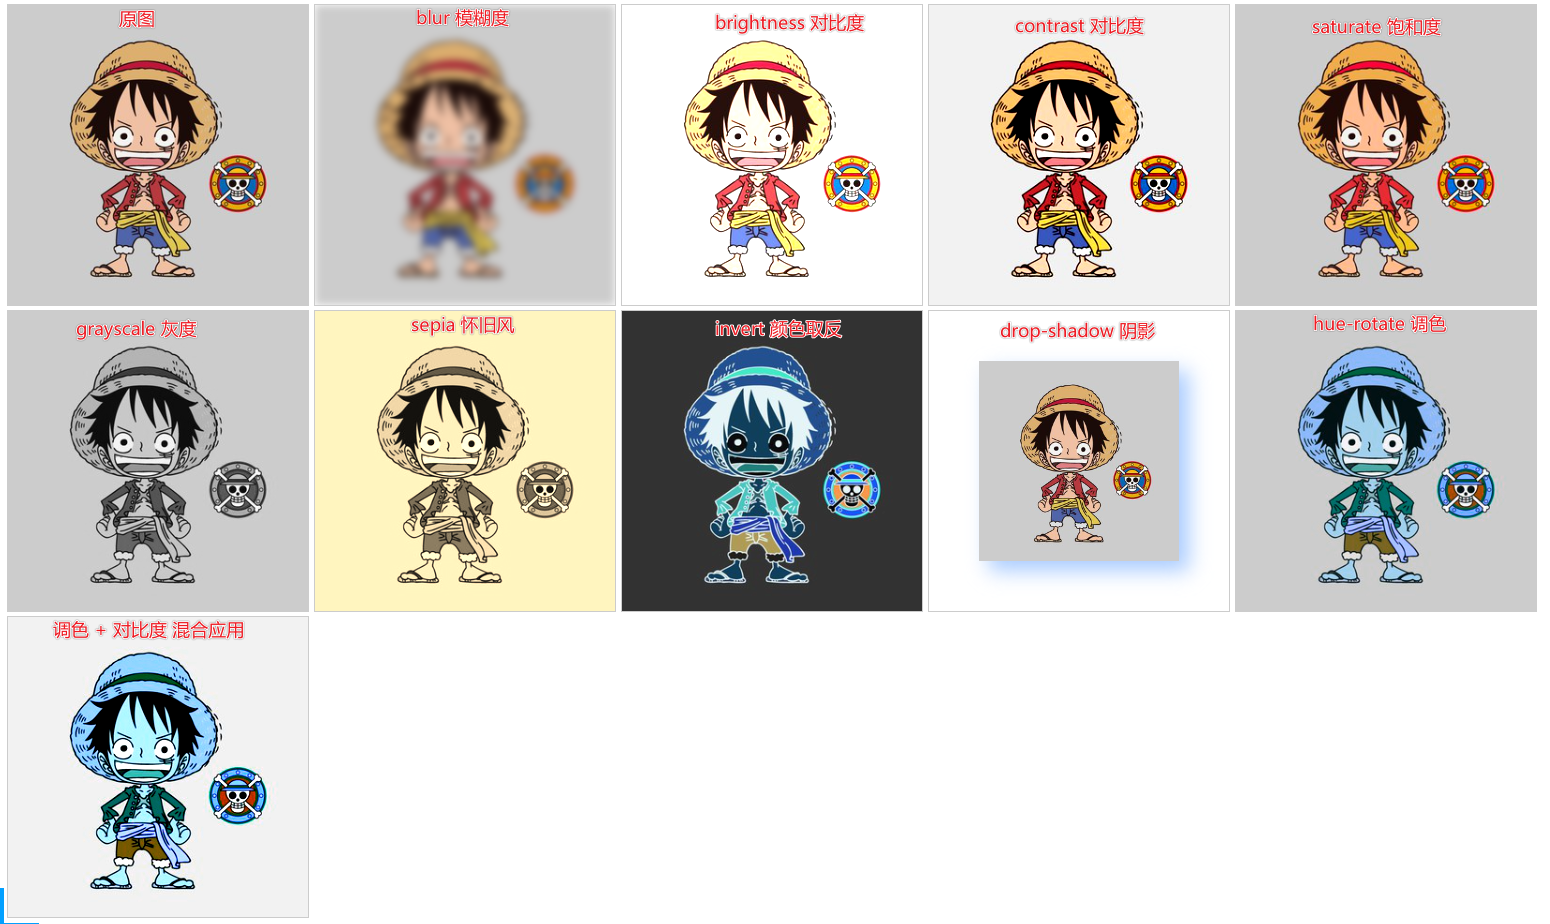 原图
blur 模糊度
brightness 对比度
contrast 对比度
saturate 饱和度
grayscale 灰度
sepia 怀旧风
invert 颜色取反
drop-shadow 阴影
hue-rotate 调色
调色 + 对比度 混合应用